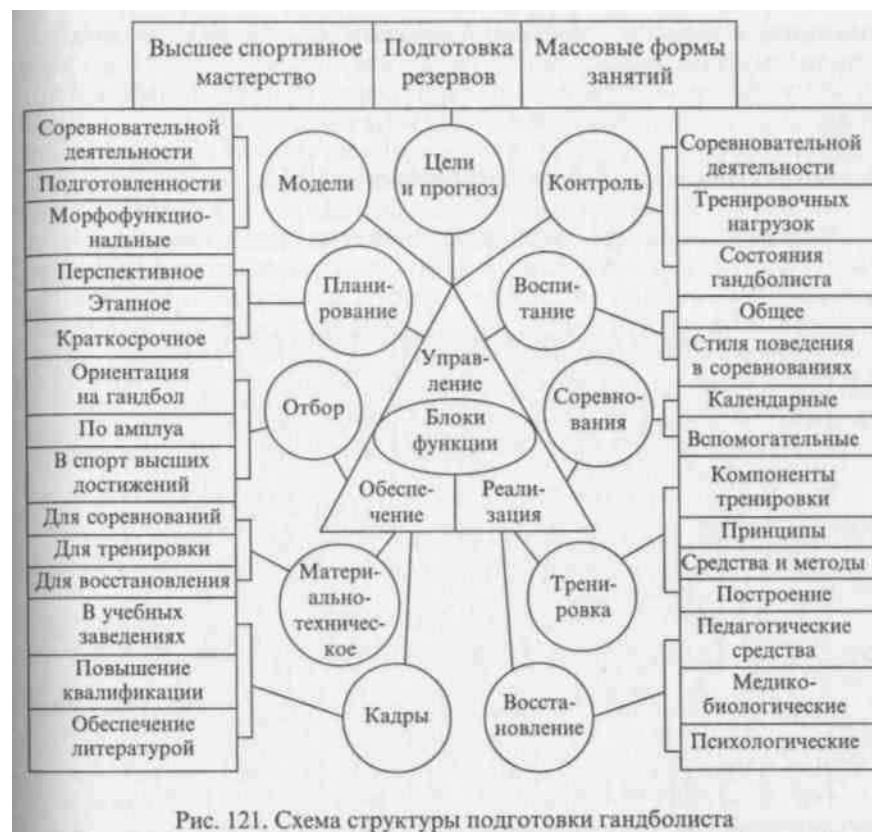 Высшее спортивное
мастерство
Подготовка
резервов
Массовые формы
занятий
Соревновательной
деятельности
Подготовленности
Морфофункцио-
нальные
Перспективное
Этапное
Краткосрочное
Ориентация
на гандбол
По амплуа
В спорт высших
достижений
Для соревнований
Для тренировки
Для восстановления
В учебных
заведениях
Повышение
квалификации
Обеспечение
литературой
Модели
Цели
и прогноз
Контроль
Плани-
рование
Воспи-
тание
Отбор
Управ-
ление
Блоки
функции
Обеспе-
чение
Реали-
зация
Соревно-
вания
Матери-
ально-
техничес-
кое
Трени-
ровка
Кадры
Восста-
новление
Соревновательной
деятельности
Тренировочных
нагрузок
Состояния
гандболиста
Общее
Стиля поведения
в соревнованиях
Календарные
Вспомогательные
Компоненты
тренировки
Принципы
Средства и методы
Построение
Педагогические
средства
Медико-
биологические
Психологические
Рис. 121. Схема структуры подготовки гандболиста